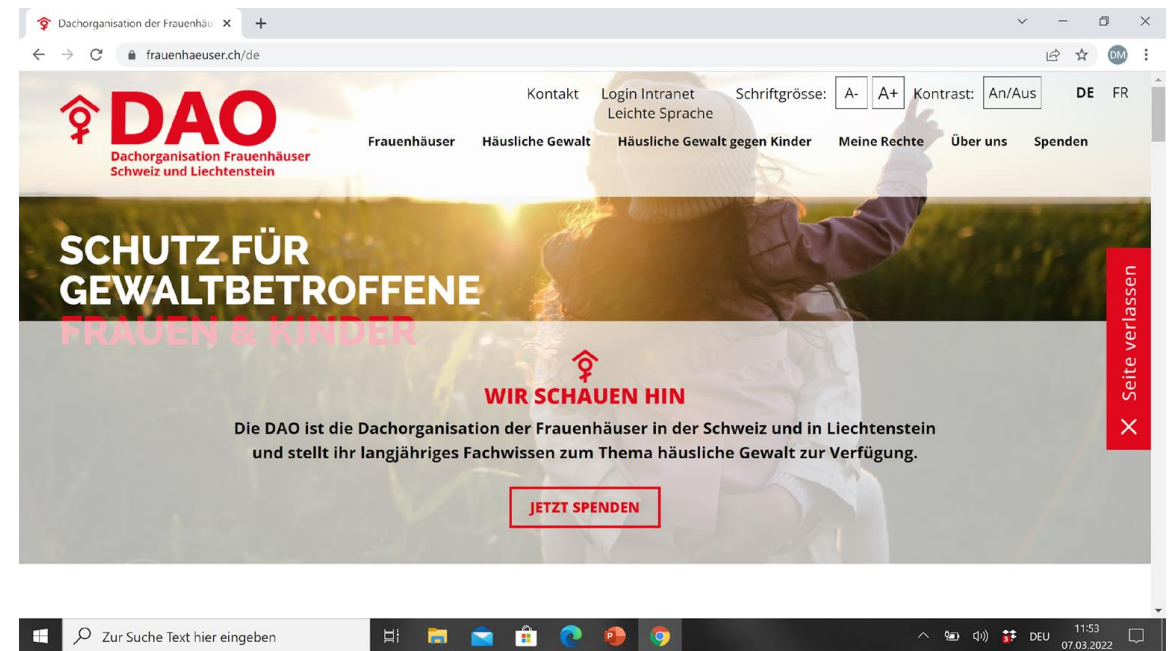 Dachorganisation der Frauenhäu
frauenhaeuser.ch/de
DM
Kontakt Login Intranet Schriftgrösse: A- A+ Kontrast: An/Aus DE FR
Leichte Sprache
DAO
Dachorganisation Frauenhäuser
Schweiz und Liechtenstein
Frauenhäuser Häusliche Gewalt Häusliche Gewalt gegen Kinder Meine Rechte Über uns Spenden
SCHUTZ FÜR
GEWALTBETROFFENE
FRAUEN & KINDER
Seite verlassen
WIR SCHAUEN HIN
Die DAO ist die Dachorganisation der Frauenhäuser in der Schweiz und in Liechtenstein
und stellt ihr langjähriges Fachwissen zum Thema häusliche Gewalt zur Verfügung.
JETZT SPENDEN
Zur Suche Text hier eingeben
DEU
11:53
07.03.2022